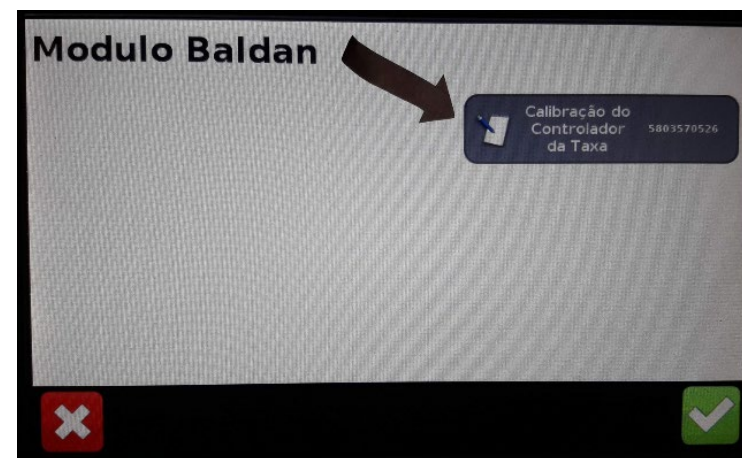 Modulo Baldan
Calibração do
Controlador
da Taxa
5803570526